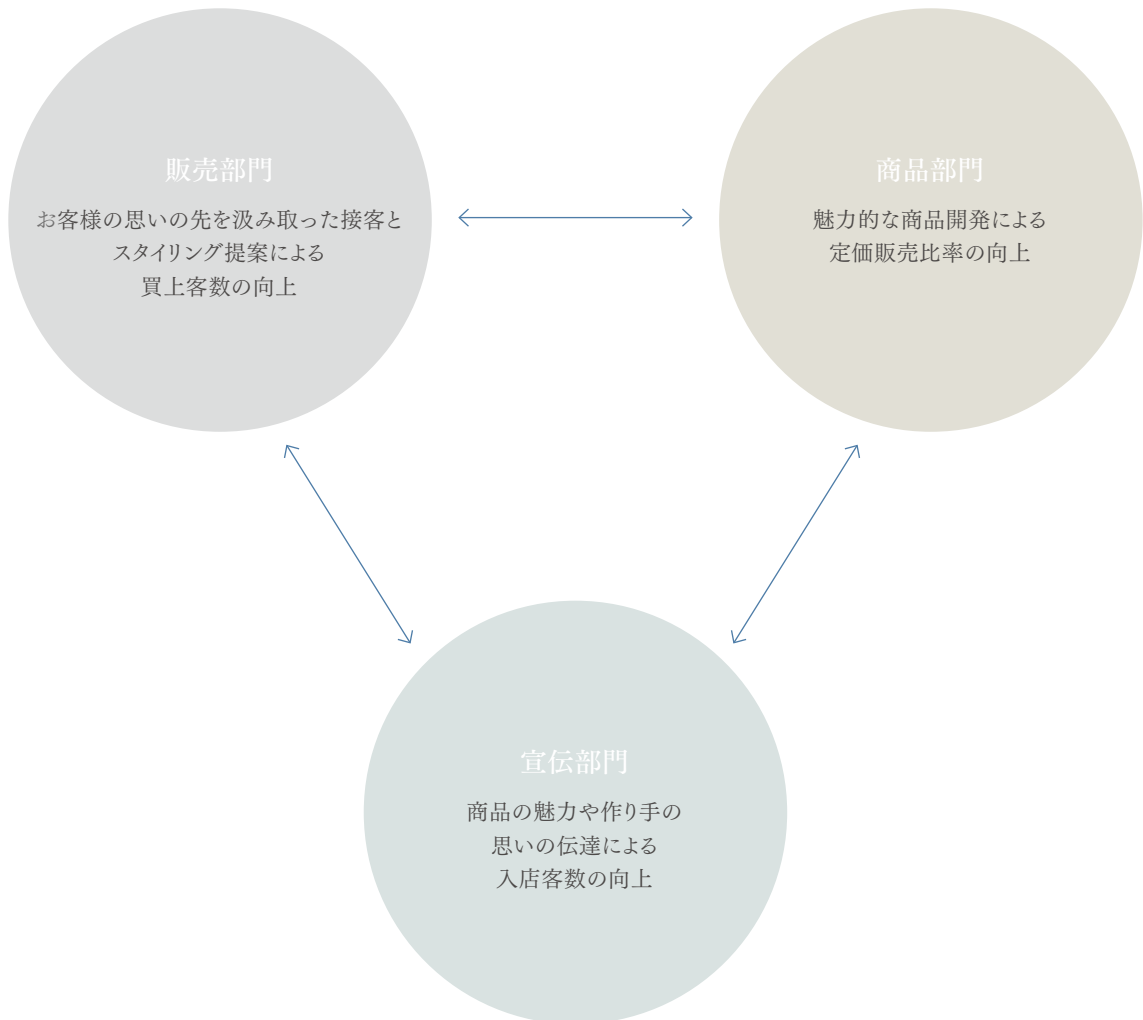 販売部門
お客様の思いの先を汲み取った接客と
スタイリング提案による
買上客数の向上
商品部門
魅力的な商品開発による
定価販売比率の向上
宣伝部門
商品の魅力や作り手の
思いの伝達による
入店客数の向上